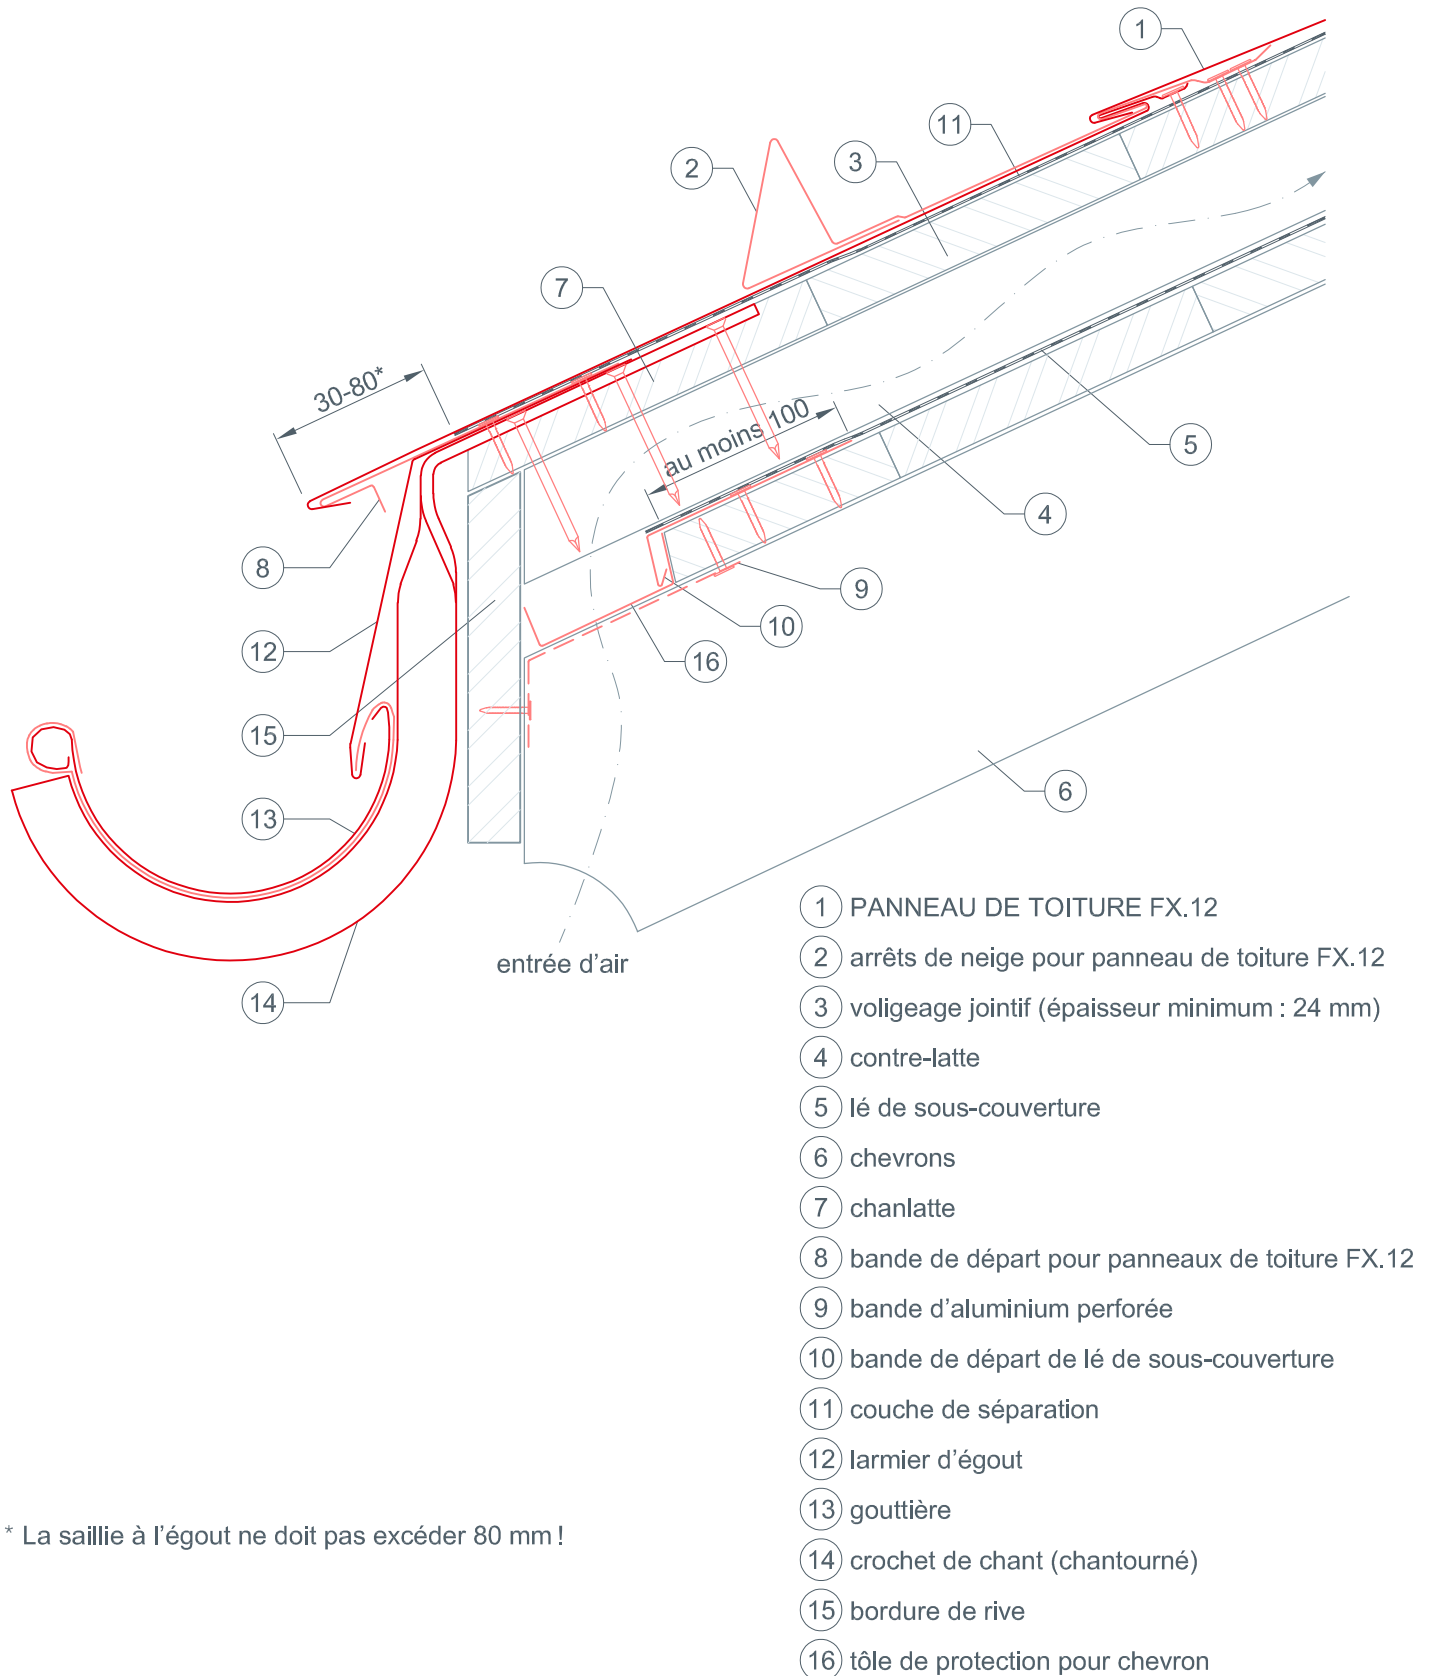 1
11
2
3
7
30-80*
au moins 100
5
4
8
9
10
12
16
15
6
13
14
entrée d’air
1 PANNEAU DE TOITURE FX.12
2 arrêts de neige pour panneau de toiture FX.12
3 voligeage jointif (épaisseur minimum : 24 mm)
4 contre-latte
5 lé de sous-couverture
6 chevrons
7 chanlatte
8 bande de départ pour panneaux de toiture FX.12
9 bande d’aluminium perforée
10 bande de départ de lé de sous-couverture
11 couche de séparation
12 larmier d’égout
13 gouttière
14 crochet de chant (chantourné)
15 bordure de rive
16 tôle de protection pour chevron
* La saillie à l’égout ne doit pas excéder 80 mm !